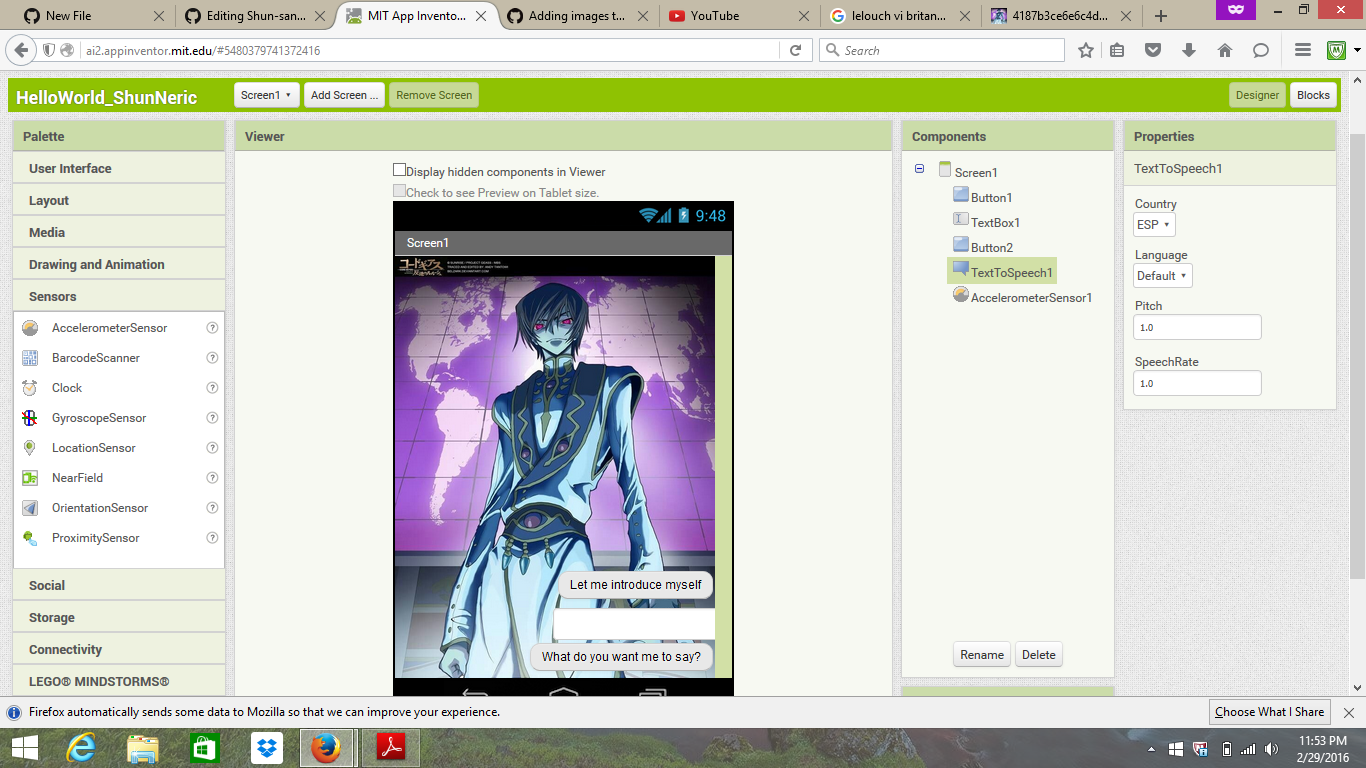 New File
Editing Shun-san...
MIT App Invento...
Adding images t...
YouTube
lelouch vi britan...
4187b3ce6e6c4d...
ai2.appinventor.mit.edu/#5480379741372416
Search
HelloWorld_ShunNeric
Screen1
Add Screen ...
Remove Screen
Designer
Blocks
Palette
User Interface
Layout
Media
Drawing and Animation
Sensors
AccelerometerSensor
BarcodeScanner
Clock
GyroscopeSensor
LocationSensor
NearField
OrientationSensor
ProximitySensor
Social
Storage
Connectivity
LEGO® MINDSTORMS®
Viewer
Display hidden components in Viewer
Check to see Preview on Tablet size.
9:48
Screen1
コードギアス
Let me introduce myself
What do you want me to say?
Components
Screen1
Button1
TextBox1
Button2
TextToSpeech1
AccelerometerSensor1
Rename
Delete
Properties
TextToSpeech1
Country
ESP
Language
Default
Pitch
1.0
SpeechRate
1.0
Firefox automatically sends some data to Mozilla so that we can improve your experience.
Choose What I Share
11:53 PM
2/29/2016